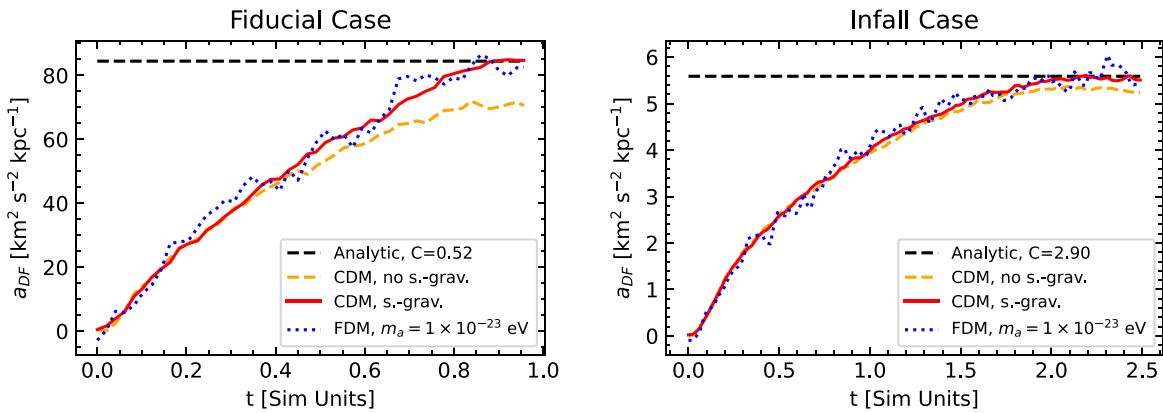 Fiducial Case
a_DF [km² s⁻² kpc⁻¹]
80
60
40
20
0
Analytic, C=0.52
CDM, no s.-grav.
CDM, s.-grav.
FDM, m_a = 1 × 10⁻²³ eV
0.0 0.2 0.4 0.6 0.8 1.0
t [Sim Units]
Infall Case
a_DF [km² s⁻² kpc⁻¹]
6
5
4
3
2
1
0
Analytic, C=2.90
CDM, no s.-grav.
CDM, s.-grav.
FDM, m_a = 1 × 10⁻²³ eV
0.0 0.5 1.0 1.5 2.0 2.5
t [Sim Units]